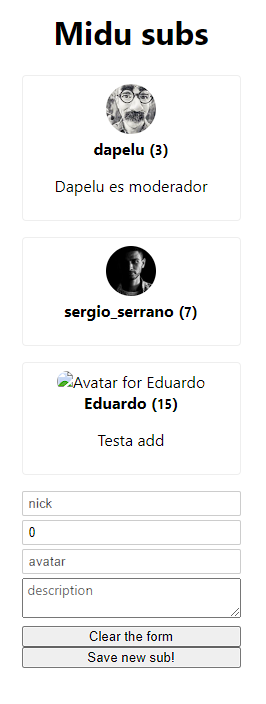 Midu subs
dapelu (3)
Dapelu es moderador
sergio_serrano (7)
Avatar for Eduardo
Eduardo (15)
Testa add
nick
0
avatar
description
Clear the form
Save new sub!